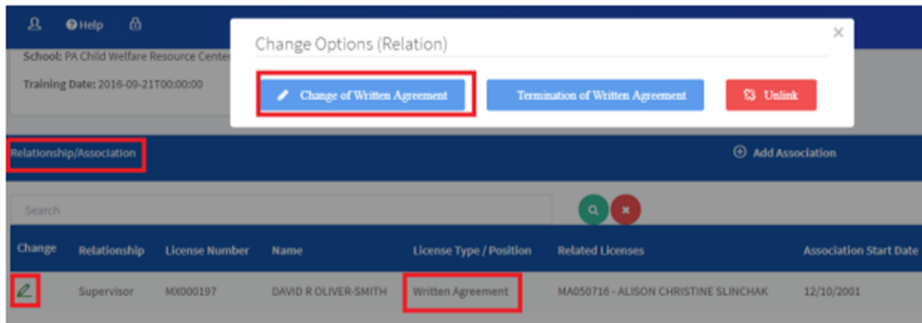 Help
Change Options (Relation)
×
School: PA Child Welfare Resource Center
Training Date: 2016-09-21T00:00:00
Change of Written Agreement
Termination of Written Agreement
Unlink
Relationship/Association
Add Association
Search
Change Relationship License Number Name License Type / Position Related Licenses Association Start Date
Supervisor MX000197 DAVID R OLIVER-SMITH Written Agreement MA050716 - ALISON CHRISTINE SLINCHAK 12/10/2001